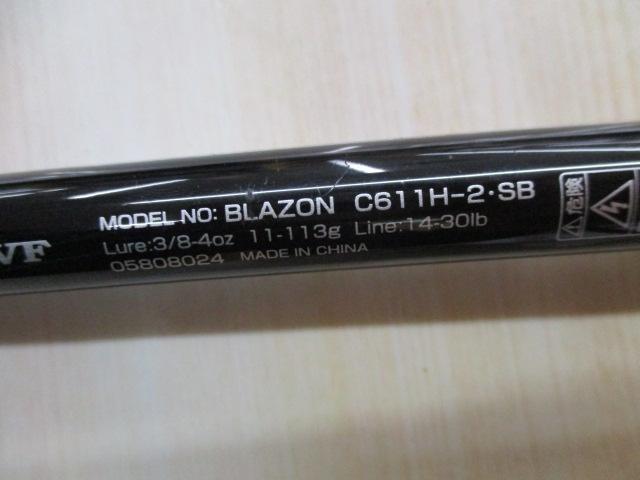 VF
MODEL NO: BLAZON C611H-2·SB
Lure:3/8-4oz 11-113g Line:14-30lb
05808024 MADE IN CHINA
危険